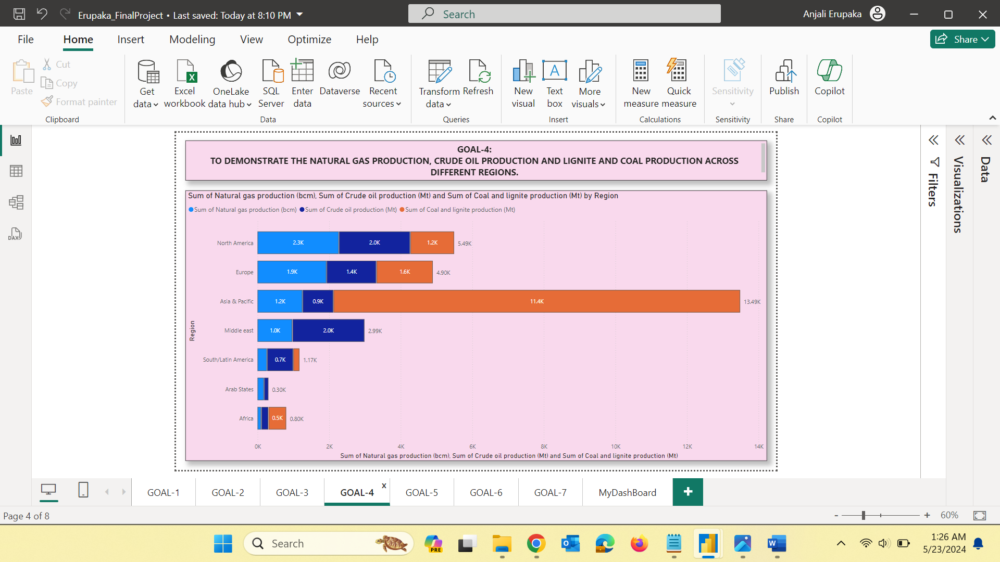 Erupaka_FinalProject • Last saved: Today at 8:10 PM
Search
Anjali Erupaka
File Home Insert Modeling View Optimize Help
Share
Paste
Cut
Copy
Format painter
Clipboard
Get data
Excel workbook
OneLake data hub
SQL Server
Enter data
Dataverse
Recent sources
Data
Transform data
Refresh
Queries
New visual
A
Text box
More visuals
Insert
New measure
Quick measure
Calculations
Sensitivity
Sensitivity
Publish
Share
Copilot
Copilot
DAX
GOAL-4:
TO DEMONSTRATE THE NATURAL GAS PRODUCTION, CRUDE OIL PRODUCTION AND LIGNITE AND COAL PRODUCTION ACROSS
DIFFERENT REGIONS.
Sum of Natural gas production (bcm), Sum of Crude oil production (Mt) and Sum of Coal and lignite production (Mt) by Region
Sum of Natural gas production (bcm) Sum of Crude oil production (Mt) Sum of Coal and lignite production (Mt)
Region
North America 2.3K 2.0K 1.2K 5.49K
Europe 1.9K 1.4K 1.6K 4.90K
Asia & Pacific 1.2K 0.9K 11.4K 13.49K
Middle east 1.0K 2.0K 2.99K
South/Latin America 0.7K 1.17K
Arab States 0.30K
Africa 0.5K 0.80K
0K 2K 4K 6K 8K 10K 12K 14K
Sum of Natural gas production (bcm), Sum of Crude oil production (Mt) and Sum of Coal and lignite production (Mt)
Filters
Visualizations
Data
GOAL-1 GOAL-2 GOAL-3 GOAL-4 x GOAL-5 GOAL-6 GOAL-7 MyDashBoard +
Page 4 of 8
- + 60%
Search
PRE
1:26 AM
5/23/2024